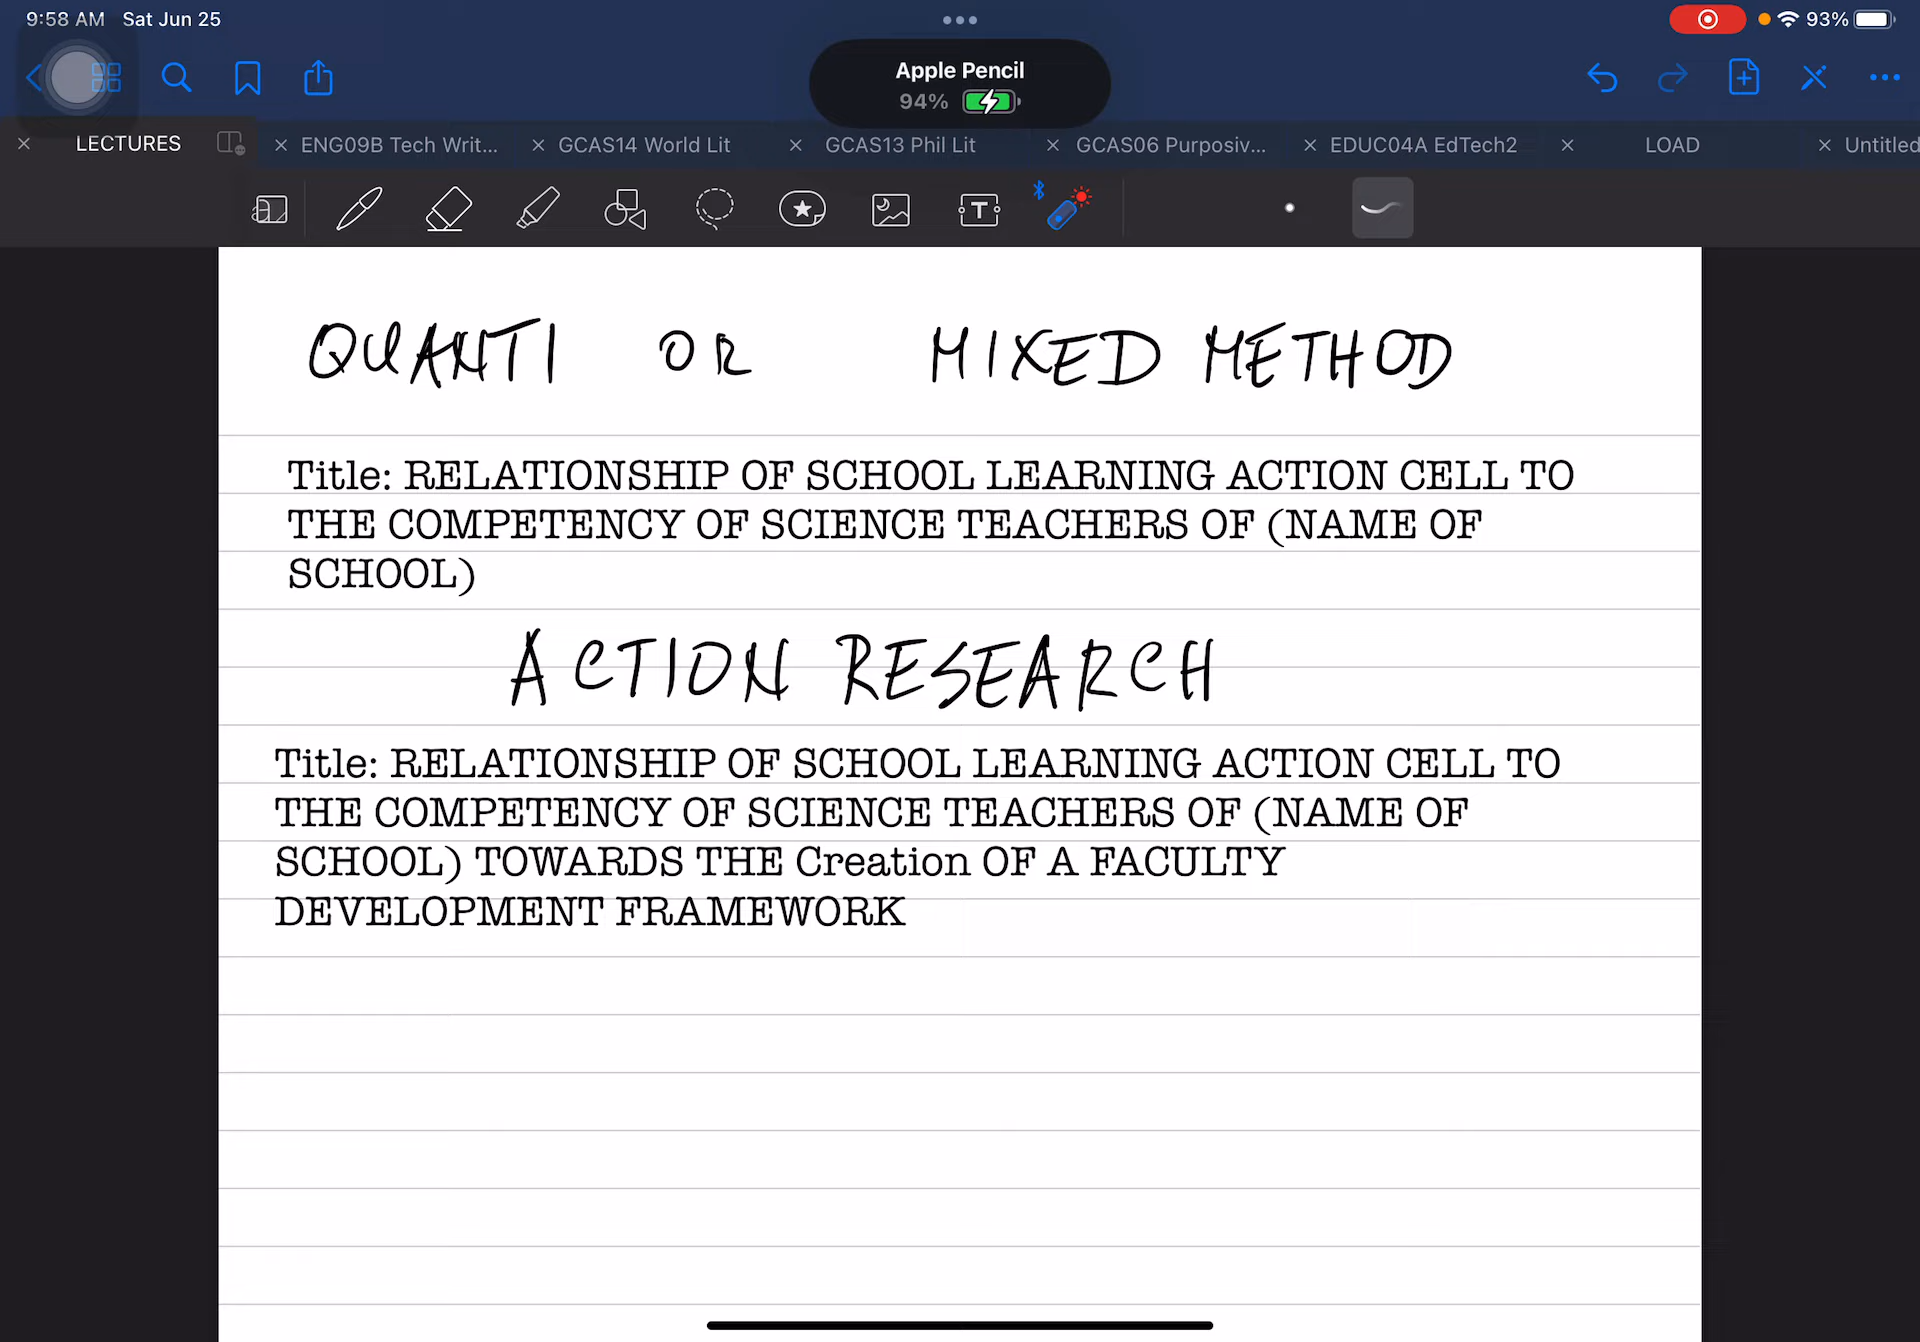 9:58 AM Sat Jun 25
93%
Apple Pencil
94%
LECTURES
ENG09B Tech Writ...
GCAS14 World Lit
GCAS13 Phil Lit
GCAS06 Purposiv...
EDUC04A EdTech2
LOAD
Untitled
QUANTI OR MIXED METHOD
Title: RELATIONSHIP OF SCHOOL LEARNING ACTION CELL TO
THE COMPETENCY OF SCIENCE TEACHERS OF (NAME OF
SCHOOL)
ACTION RESEARCH
Title: RELATIONSHIP OF SCHOOL LEARNING ACTION CELL TO
THE COMPETENCY OF SCIENCE TEACHERS OF (NAME OF
SCHOOL) TOWARDS THE Creation OF A FACULTY
DEVELOPMENT FRAMEWORK